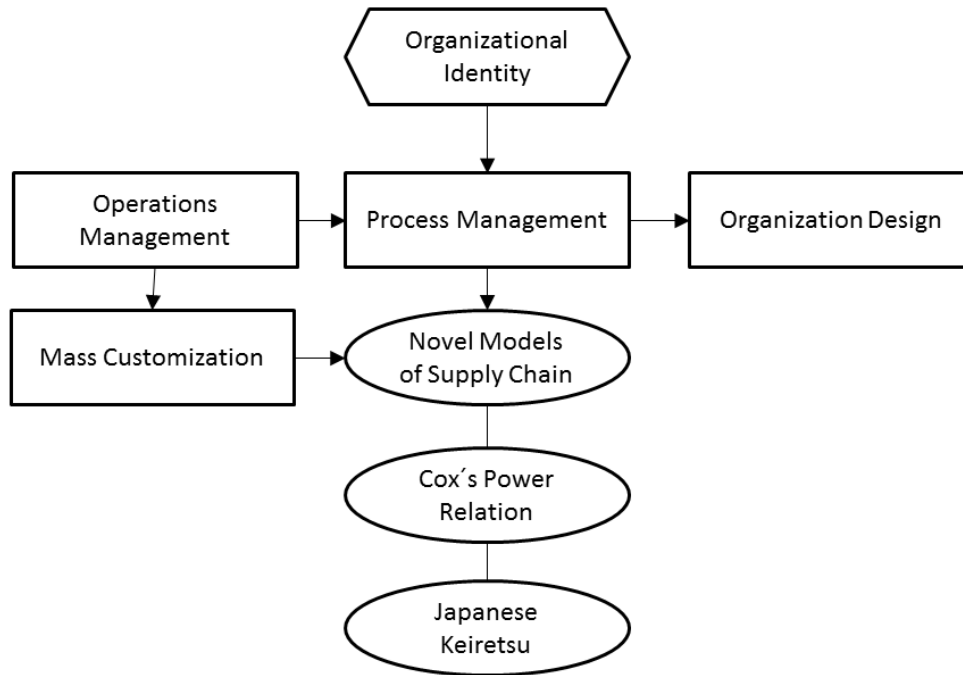 Organizational
Identity
Operations
Management
Process Management
Organization Design
Mass Customization
Novel Models
of Supply Chain
Cox´s Power
Relation
Japanese
Keiretsu